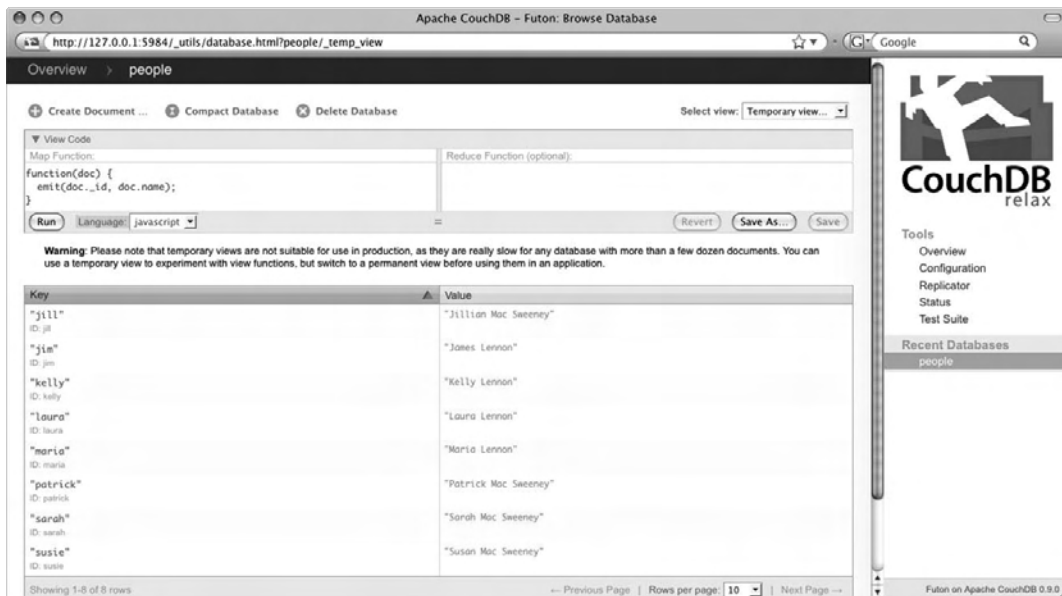 Apache CouchDB – Futon: Browse Database
http://127.0.0.1:5984/_utils/database.html?people/_temp_view
G
Google
Overview > people
Create Document ...
Compact Database
Delete Database
Select view: Temporary view...
▼ View Code
Map Function:
Reduce Function (optional):
function(doc) {
emit(doc._id, doc.name);
}
Run
Language: javascript
=
Revert
Save As...
Save
Warning: Please note that temporary views are not suitable for use in production, as they are really slow for any database with more than a few dozen documents. You can
use a temporary view to experiment with view functions, but switch to a permanent view before using them in an application.
Key
Value
"jill"
ID: jill
"Jillian Mac Sweeney"
"jim"
ID: jim
"James Lennon"
"kelly"
ID: kelly
"Kelly Lennon"
"laura"
ID: laura
"Laura Lennon"
"maria"
ID: maria
"Maria Lennon"
"patrick"
ID: patrick
"Patrick Mac Sweeney"
"sarah"
ID: sarah
"Sarah Mac Sweeney"
"susie"
ID: susie
"Susan Mac Sweeney"
Showing 1-8 of 8 rows
← Previous Page | Rows per page: 10 | Next Page →
CouchDB
relax
Tools
Overview
Configuration
Replicator
Status
Test Suite
Recent Databases
people
Futon on Apache CouchDB 0.9.0